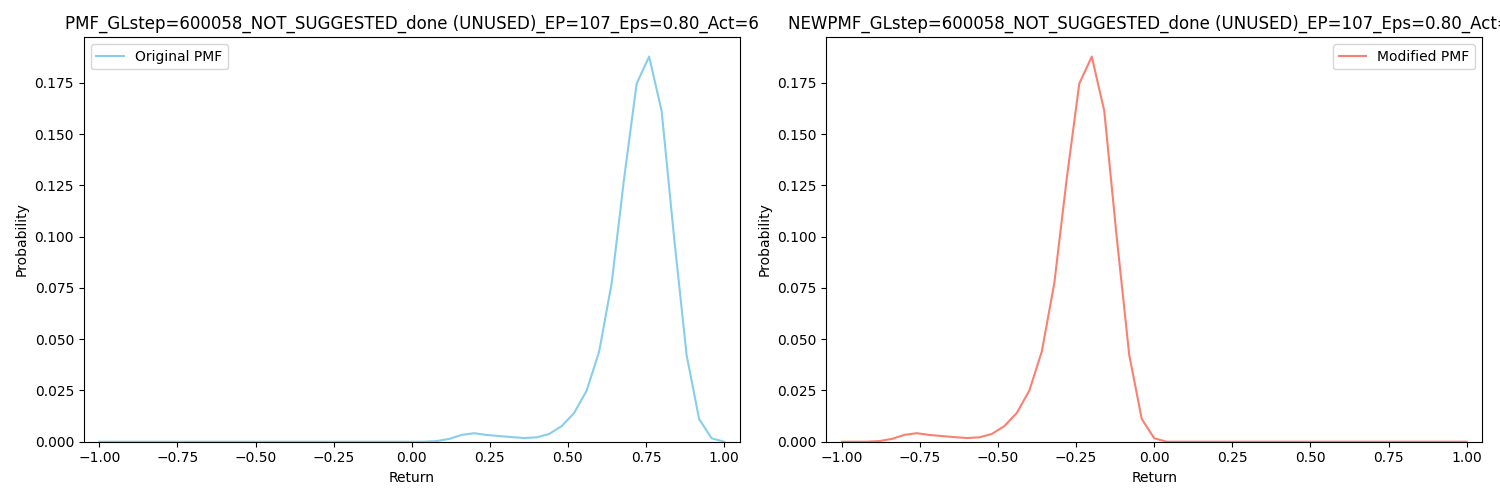 PMF_GLstep=600058_NOT_SUGGESTED_done (UNUSED)_EP=107_Eps=0.80_Act=6
Original PMF
Probability
0.175
0.150
0.125
0.100
0.075
0.050
0.025
0.000
−1.00 −0.75 −0.50 −0.25 0.00 0.25 0.50 0.75 1.00
Return
NEWPMF_GLstep=600058_NOT_SUGGESTED_done (UNUSED)_EP=107_Eps=0.80_Act=
Modified PMF
Probability
0.175
0.150
0.125
0.100
0.075
0.050
0.025
0.000
−1.00 −0.75 −0.50 −0.25 0.00 0.25 0.50 0.75 1.00
Return